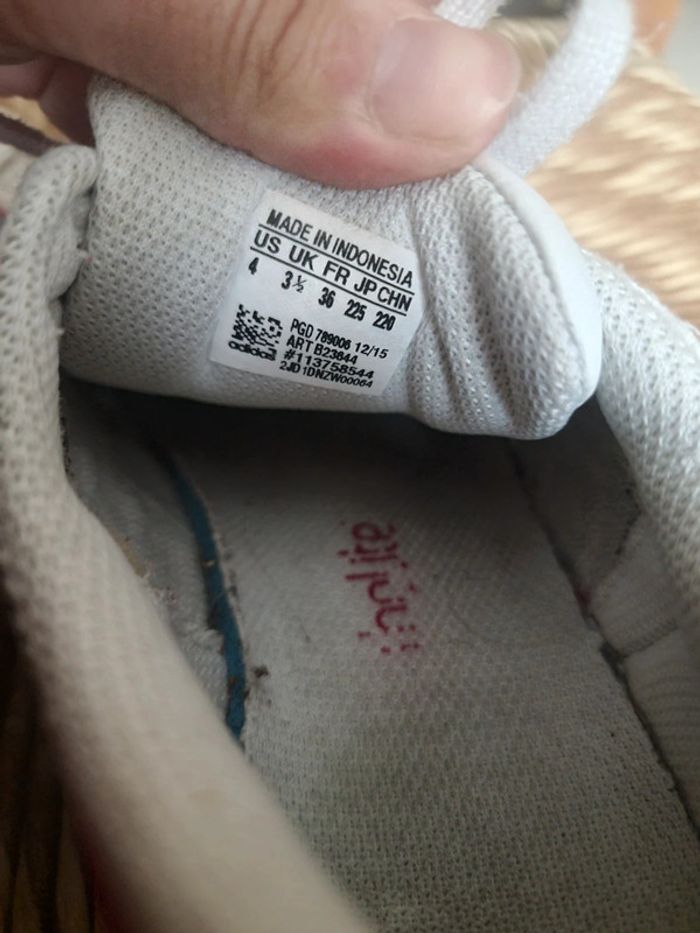 MADE IN INDONESIA
US UK FR JP CHN
4 3½ 36 225 220
PGD 789006 12/15
ART B23844
#113758544
2JD1DNZW00064
adidas